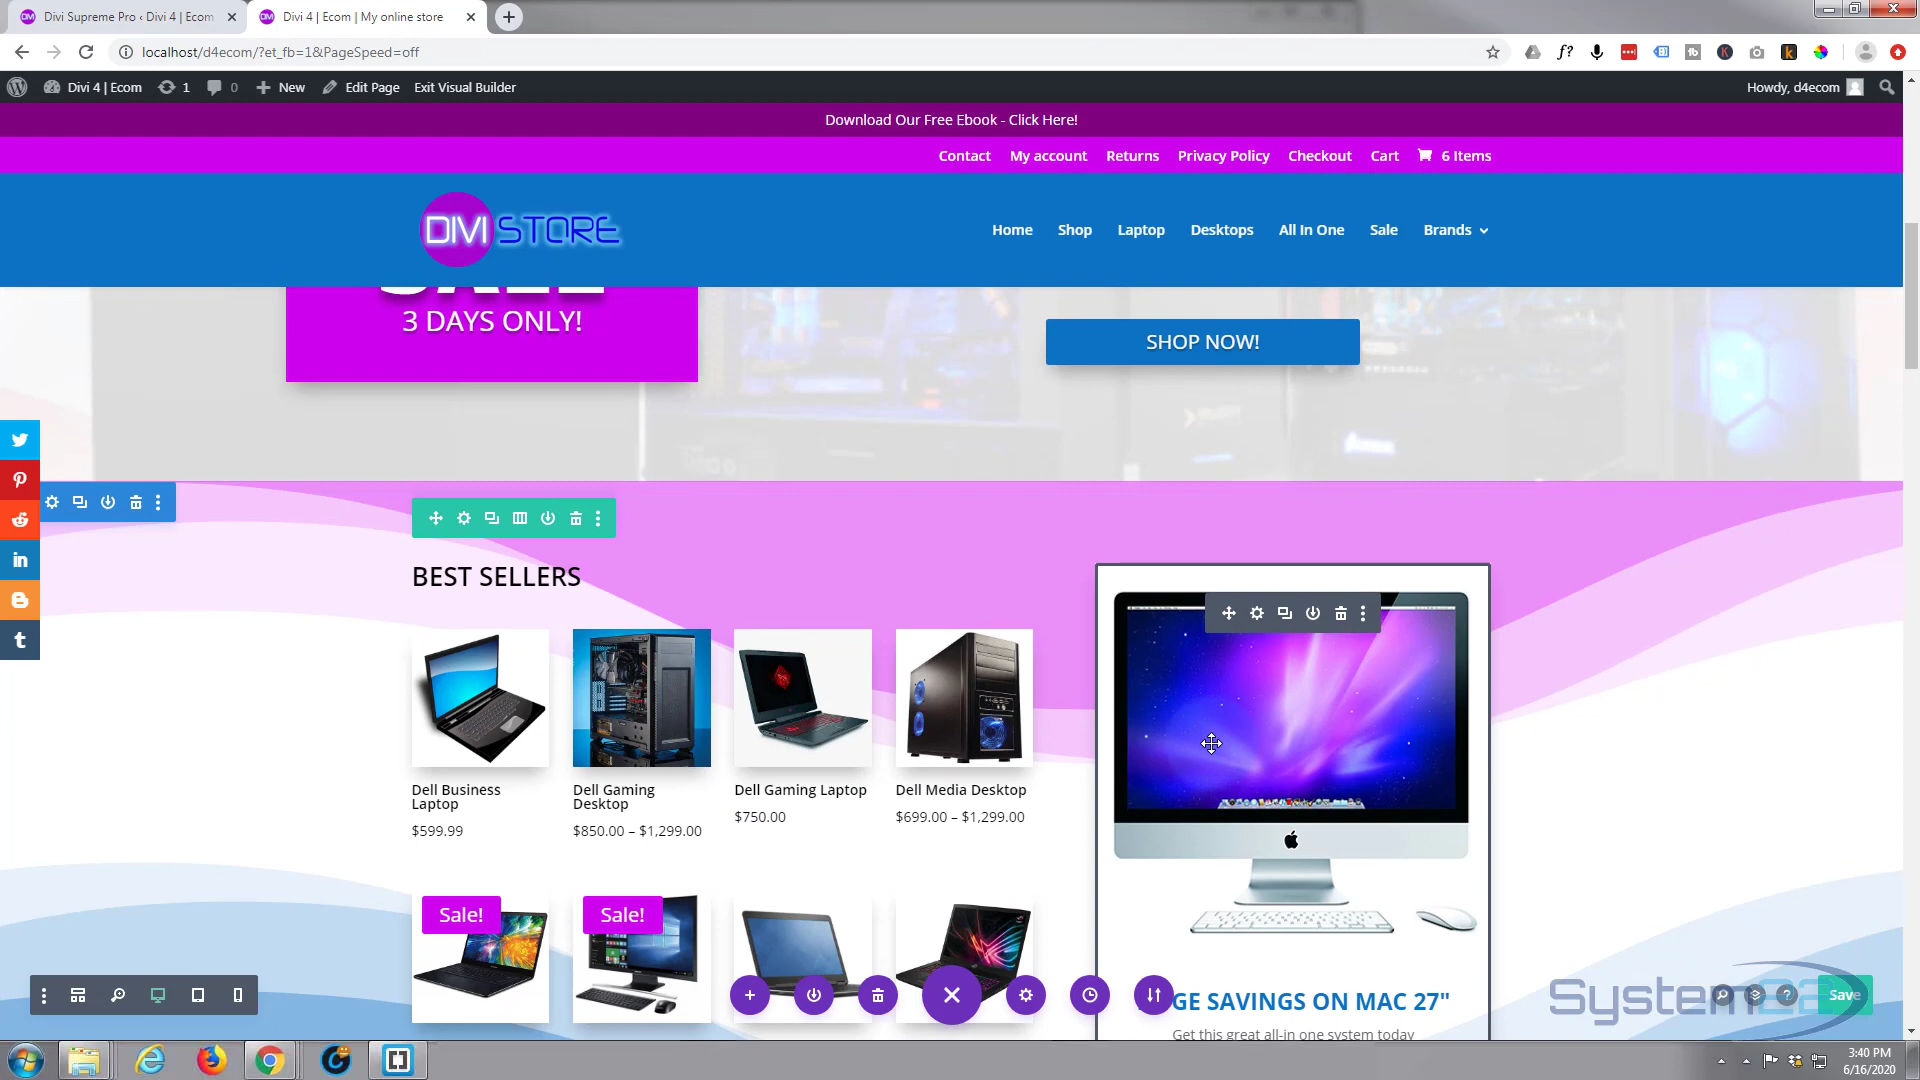 Divi Supreme Pro ‹ Divi 4 | Ecom
Divi 4 | Ecom | My online store
localhost/d4ecom/?et_fb=1&PageSpeed=off
Divi 4 | Ecom
1
0
New
Edit Page
Exit Visual Builder
Howdy, d4ecom
Download Our Free Ebook - Click Here!
Contact
My account
Returns
Privacy Policy
Checkout
Cart
6 Items
DIVI STORE
Home
Shop
Laptop
Desktops
All In One
Sale
Brands
SALE
3 DAYS ONLY!
SHOP NOW!
BEST SELLERS
Dell Business
Laptop
$599.99
Dell Gaming
Desktop
$850.00 – $1,299.00
Dell Gaming Laptop
$750.00
Dell Media Desktop
$699.00 – $1,299.00
Sale!
Sale!
GE SAVINGS ON MAC 27"
Get this great all-in one system today
Save
System22
3:40 PM
6/16/2020